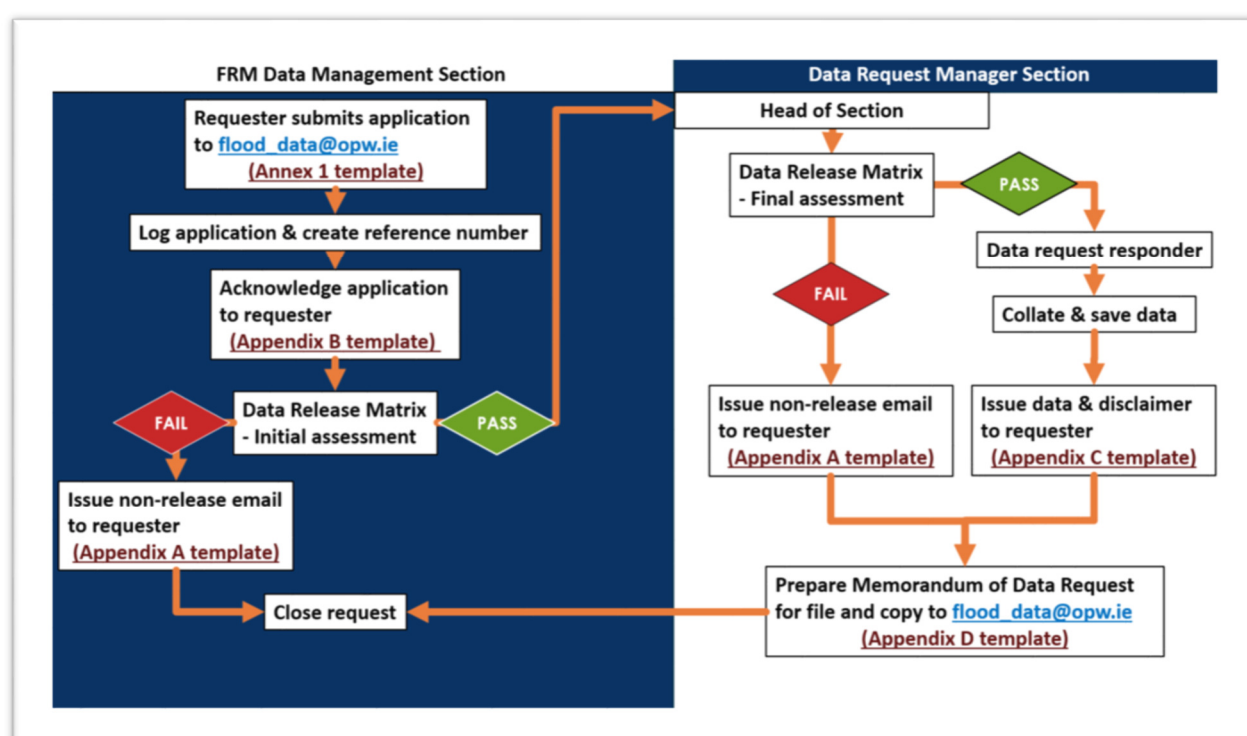 FRM Data Management Section
Requester submits application
to flood_data@opw.ie
(Annex 1 template)
Log application & create reference number
Acknowledge application
to requester
(Appendix B template)
Data Release Matrix
- Initial assessment
FAIL
PASS
Issue non-release email
to requester
(Appendix A template)
Close request
Data Request Manager Section
Head of Section
Data Release Matrix
- Final assessment
PASS
FAIL
Data request responder
Collate & save data
Issue non-release email
to requester
(Appendix A template)
Issue data & disclaimer
to requester
(Appendix C template)
Prepare Memorandum of Data Request
for file and copy to flood_data@opw.ie
(Appendix D template)